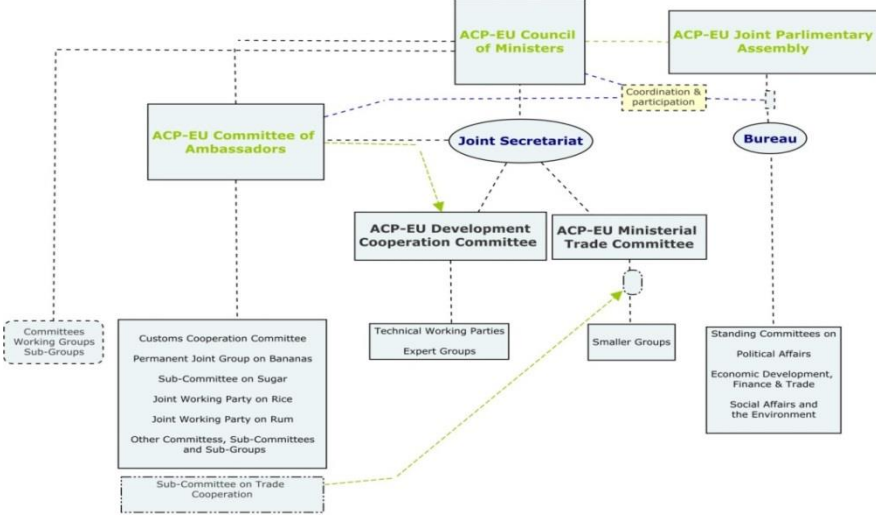 ACP-EU Council
of Ministers
ACP-EU Joint Parlimentary
Assembly
Coordination &
participation
ACP-EU Committee of
Ambassadors
Joint Secretariat
Bureau
ACP-EU Development
Cooperation Committee
ACP-EU Ministerial
Trade Committee
Committees
Working Groups
Sub-Groups
Customs Cooperation Committee
Permanent Joint Group on Bananas
Sub-Committee on Sugar
Joint Working Party on Rice
Joint Working Party on Rum
Other Committess, Sub-Committees
and Sub-Groups
Technical Working Parties
Expert Groups
Smaller Groups
Standing Committees on
Political Affairs
Economic Development,
Finance & Trade
Social Affairs and
the Environment
Sub-Committee on Trade
Cooperation